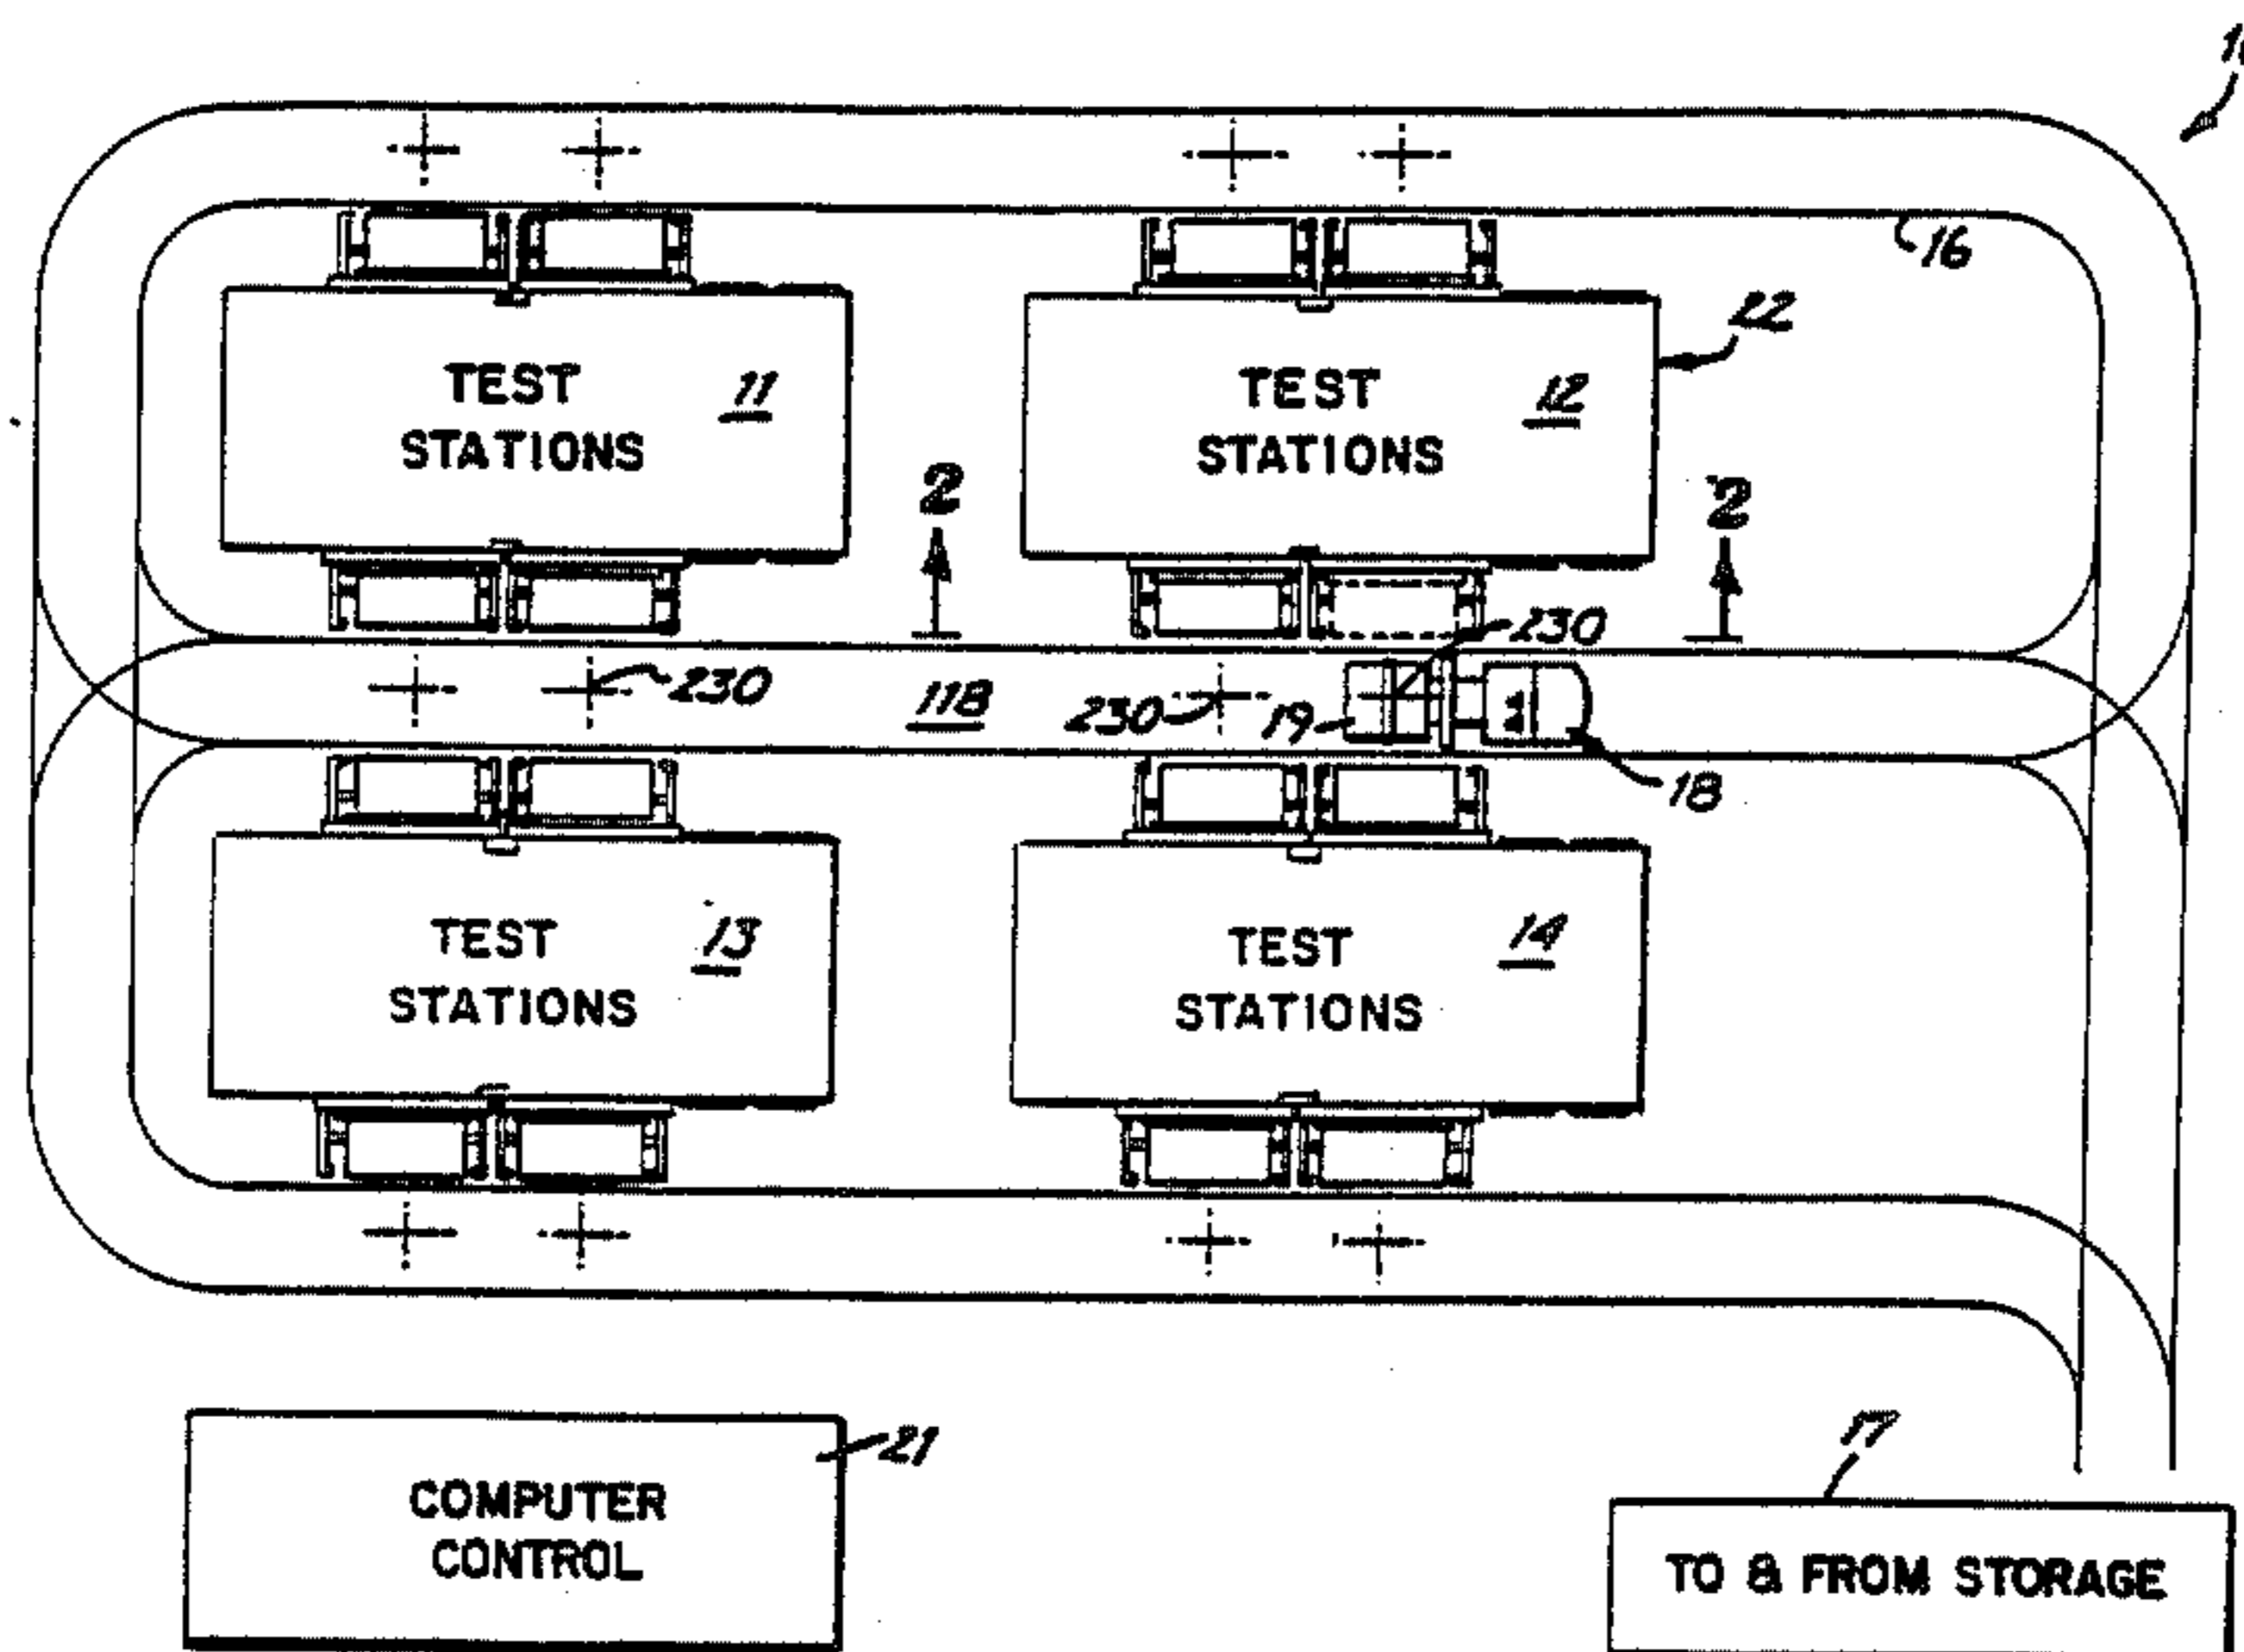 16
22
TEST 11
STATIONS
TEST 12
STATIONS
2
2
230
230
118
230
19
18
TEST 13
STATIONS
TEST 14
STATIONS
21
COMPUTER
CONTROL
17
TO & FROM STORAGE